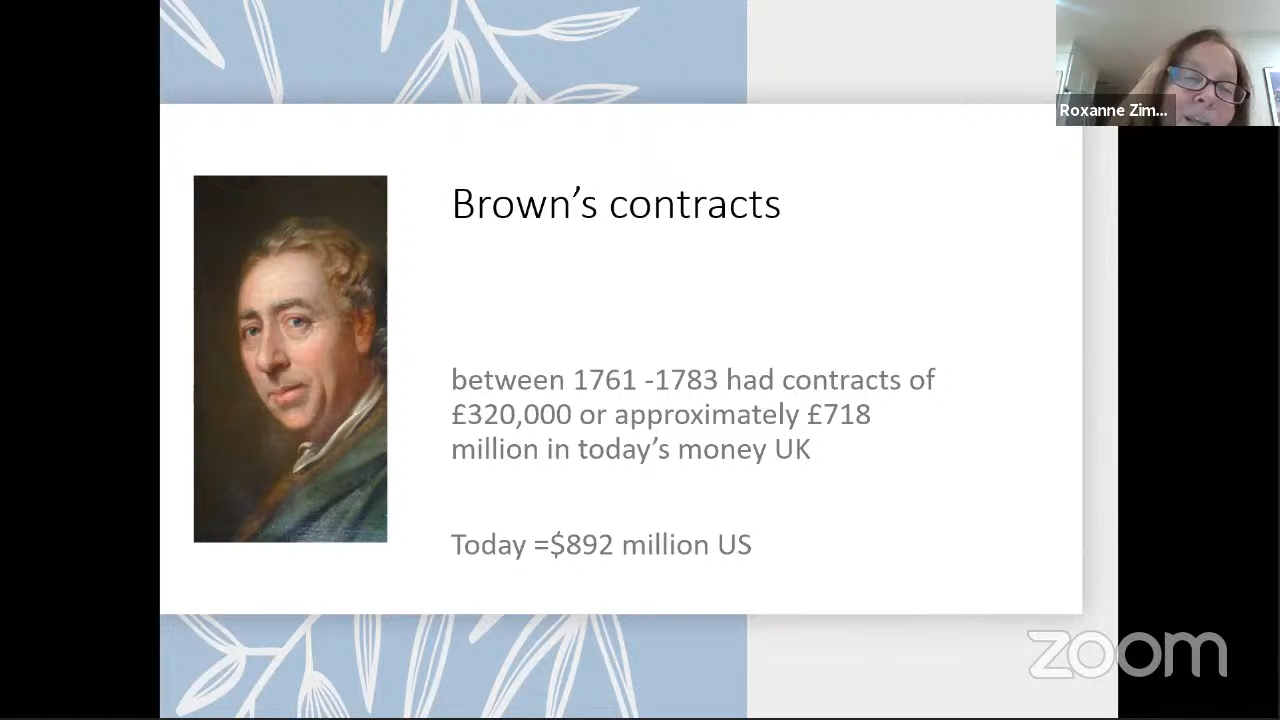 Roxanne Zim...
Brown’s contracts
between 1761 -1783 had contracts of
£320,000 or approximately £718
million in today’s money UK
Today =$892 million US
zoom